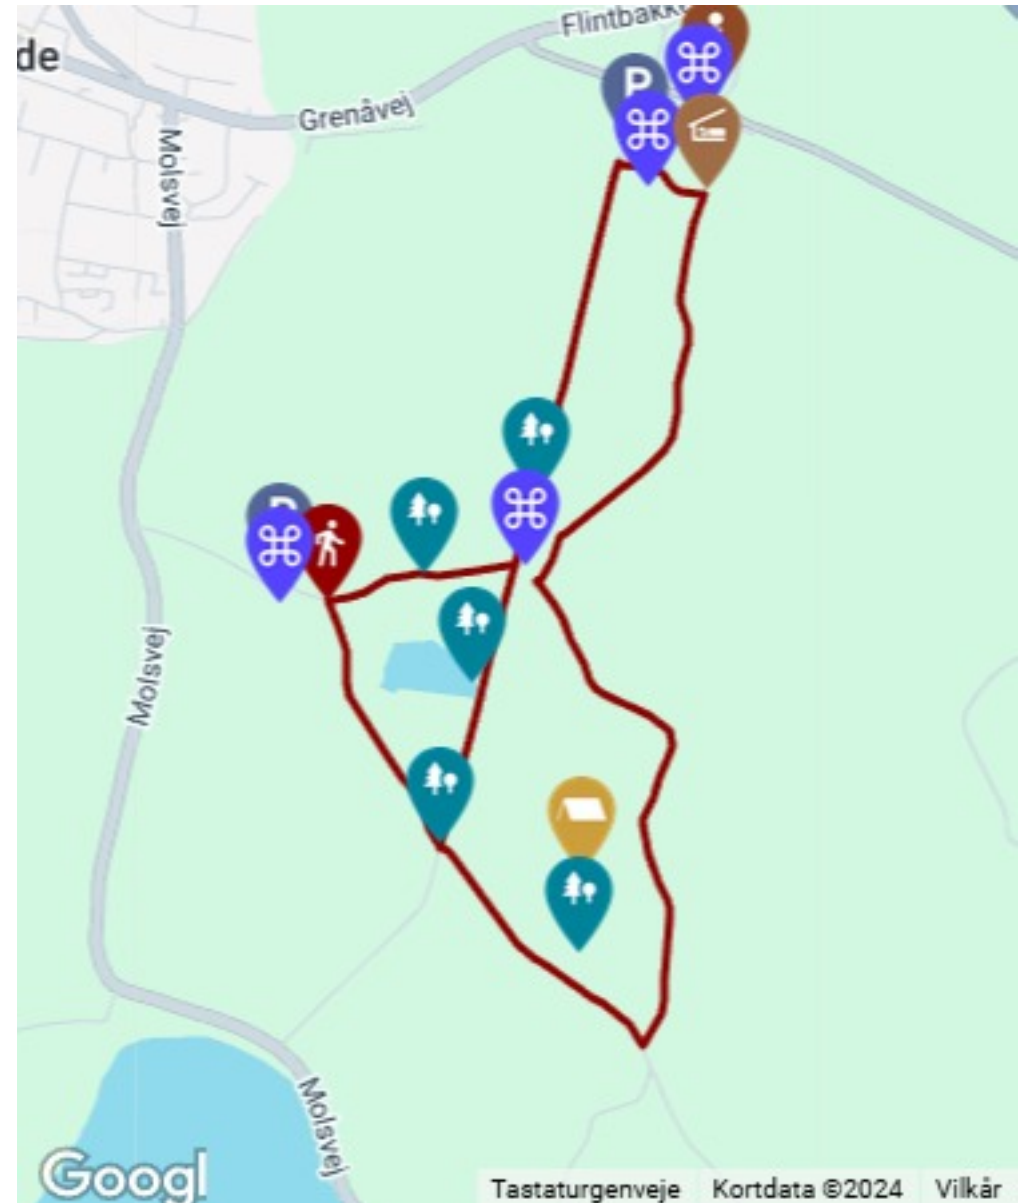 de
Flintbakk
P
Grenåvej
Molsvej
Molsvej
Molsvej
Googl
Tastaturgenveje Kortdata ©2024 Vilkår